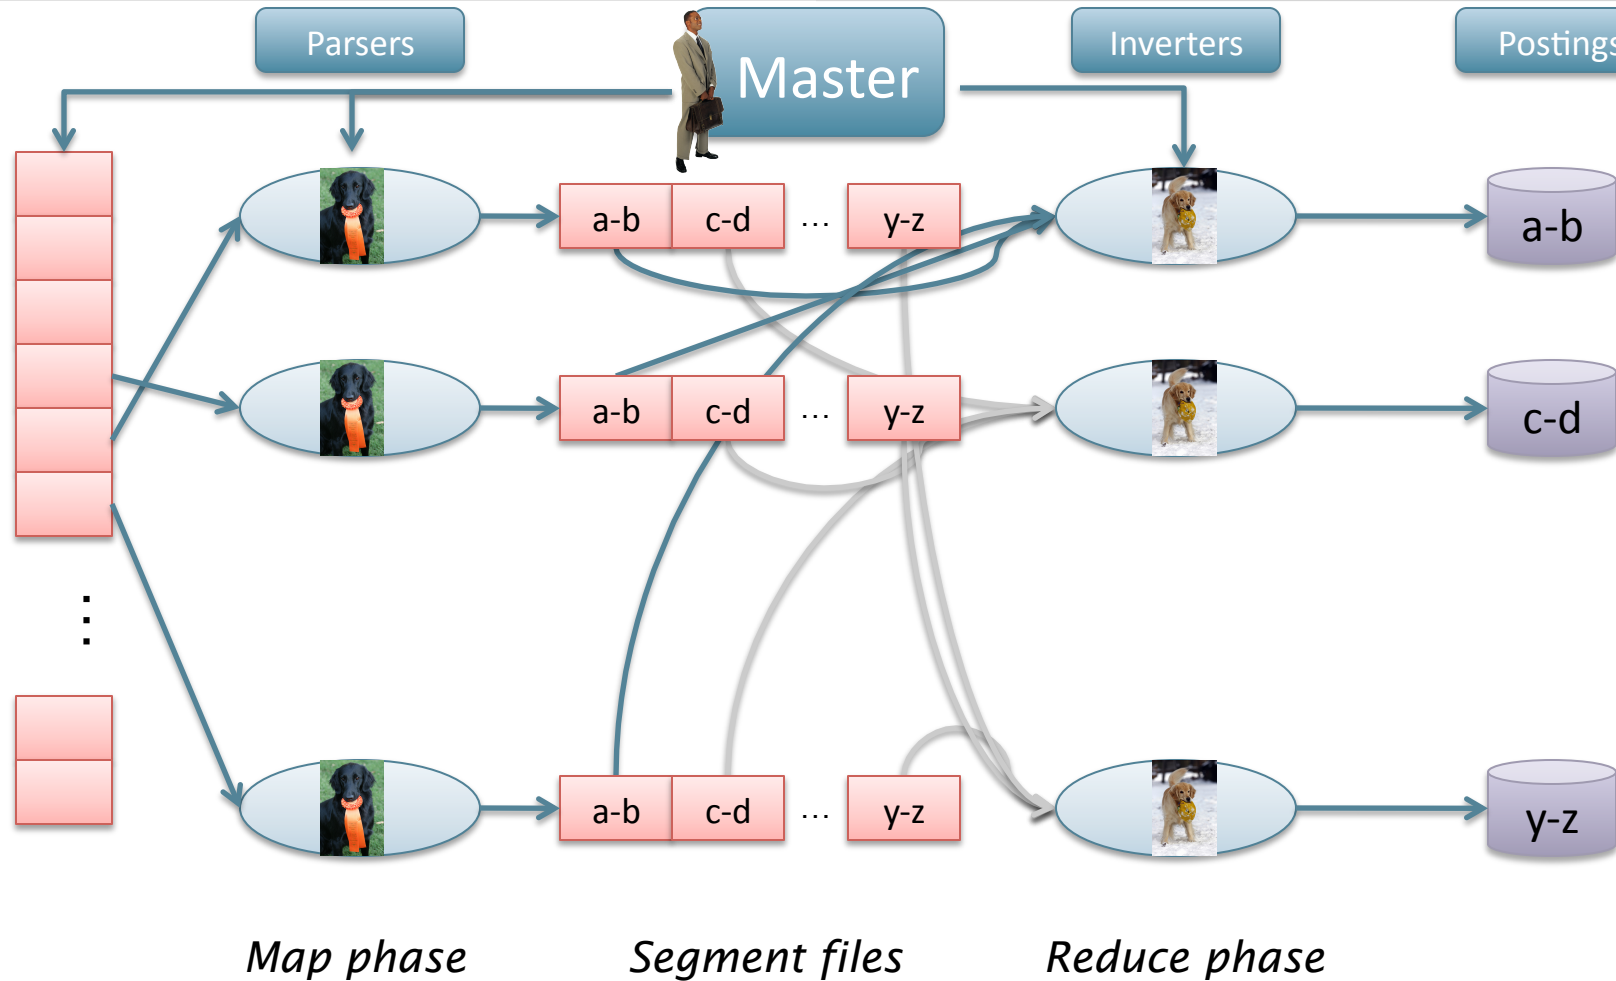 Parsers
Master
Inverters
Postings
a-b
c-d
...
y-z
a-b
a-b
c-d
...
y-z
c-d
a-b
c-d
...
y-z
y-z
Map phase
Segment files
Reduce phase